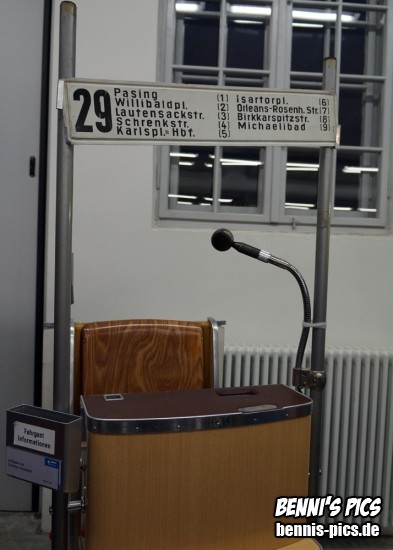 29
Pasing (1)
Willibaldpl. (2)
Lautensackstr. (3)
Schrenkstr. (4)
Karlspl. Hbf. (5)
Isartorpl. (6)
Orleans-Rosenh. Str. (7)
Birkkarspitzstr. (8)
Michaelibad (9)
Fahrgast
Informationen
BENNI'S PICS
bennis-pics.de